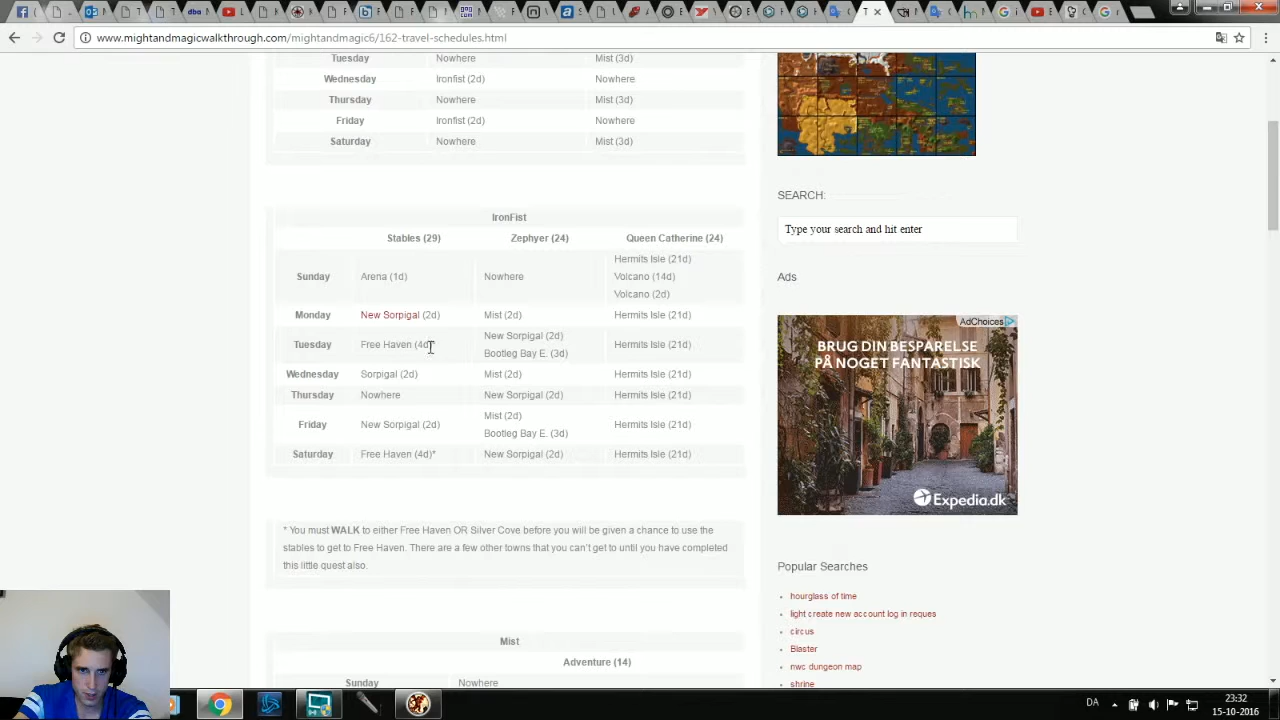 www.mightandmagicwalkthrough.com/mightandmagic6/162-travel-schedules.html
Tuesday Nowhere Mist (3d)
Wednesday Ironfist (2d) Nowhere
Thursday Nowhere Mist (3d)
Friday Ironfist (2d) Nowhere
Saturday Nowhere Mist (3d)
IronFist
Stables (29) Zephyer (24) Queen Catherine (24)
Sunday Arena (1d) Nowhere Hermits Isle (21d)
Volcano (14d)
Volcano (2d)
Monday New Sorpigal (2d) Mist (2d) Hermits Isle (21d)
Tuesday Free Haven (4d)* New Sorpigal (2d) Hermits Isle (21d)
Bootleg Bay E. (3d)
Wednesday Sorpigal (2d) Mist (2d) Hermits Isle (21d)
Thursday Nowhere New Sorpigal (2d) Hermits Isle (21d)
Friday New Sorpigal (2d) Mist (2d) Hermits Isle (21d)
Bootleg Bay E. (3d)
Saturday Free Haven (4d)* New Sorpigal (2d) Hermits Isle (21d)
* You must WALK to either Free Haven OR Silver Cove before you will be given a chance to use the
stables to get to Free Haven. There are a few other towns that you can't get to until you have completed
this little quest also.
Mist
Adventure (14)
Sunday Nowhere
SEARCH:
Type your search and hit enter
Ads
AdChoices
BRUG DIN BESPARELSE
PÅ NOGET FANTASTISK
Expedia.dk
Popular Searches
hourglass of time
light create new account log in reques
circus
Blaster
nwc dungeon map
shrine
DA
23:32
15-10-2016